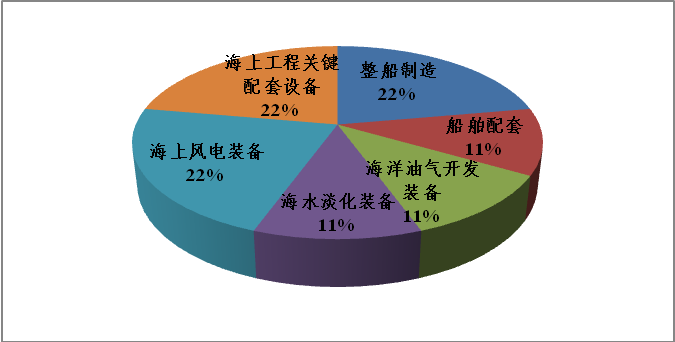 海上工程关键
配套设备
22%
整船制造
22%
船舶配套
11%
海洋油气开发
装备
11%
海水淡化装备
11%
海上风电装备
22%